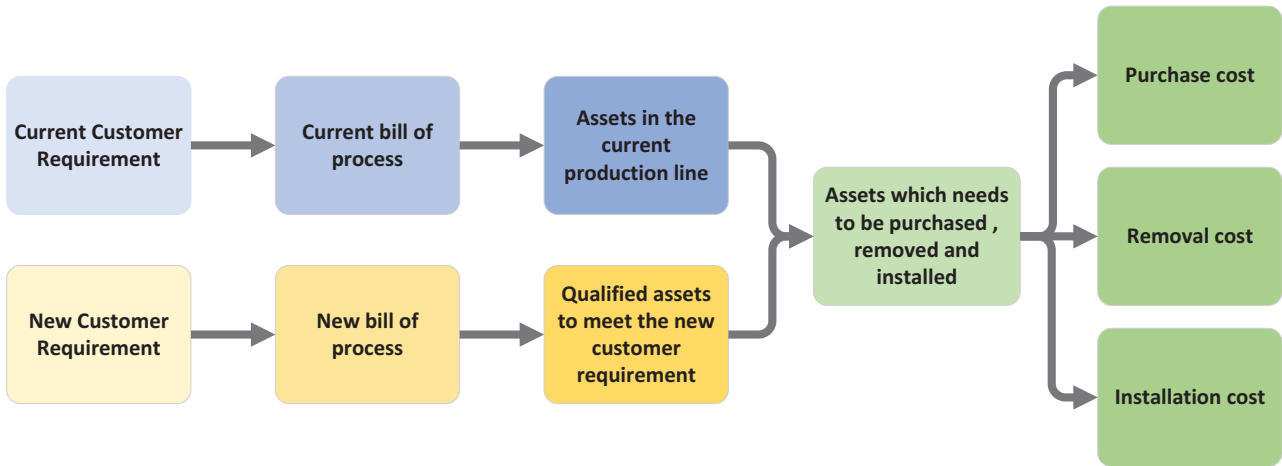 Current Customer
Requirement
Current bill of
process
Assets in the
current
production line
New Customer
Requirement
New bill of
process
Qualified assets
to meet the new
customer
requirement
Assets which needs
to be purchased ,
removed and
installed
Purchase cost
Removal cost
Installation cost